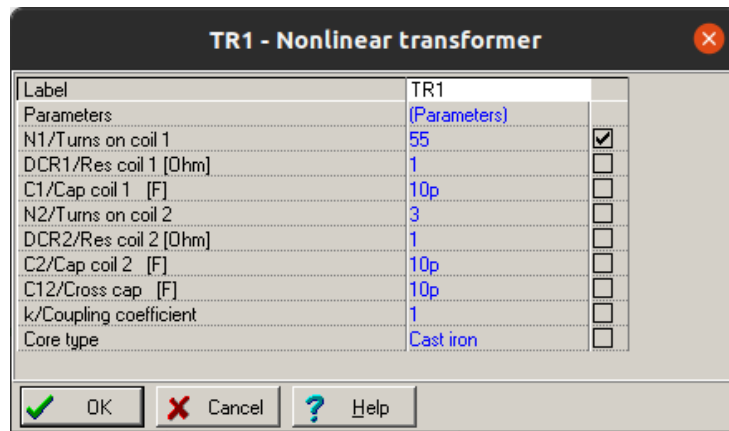 TR1 - Nonlinear transformer
Label TR1
Parameters (Parameters)
N1/Turns on coil 1 55
DCR1/Res coil 1 [Ohm] 1
C1/Cap coil 1 [F] 10p
N2/Turns on coil 2 3
DCR2/Res coil 2 [Ohm] 1
C2/Cap coil 2 [F] 10p
C12/Cross cap [F] 10p
k/Coupling coefficient 1
Core type Cast iron
OK Cancel ? Help